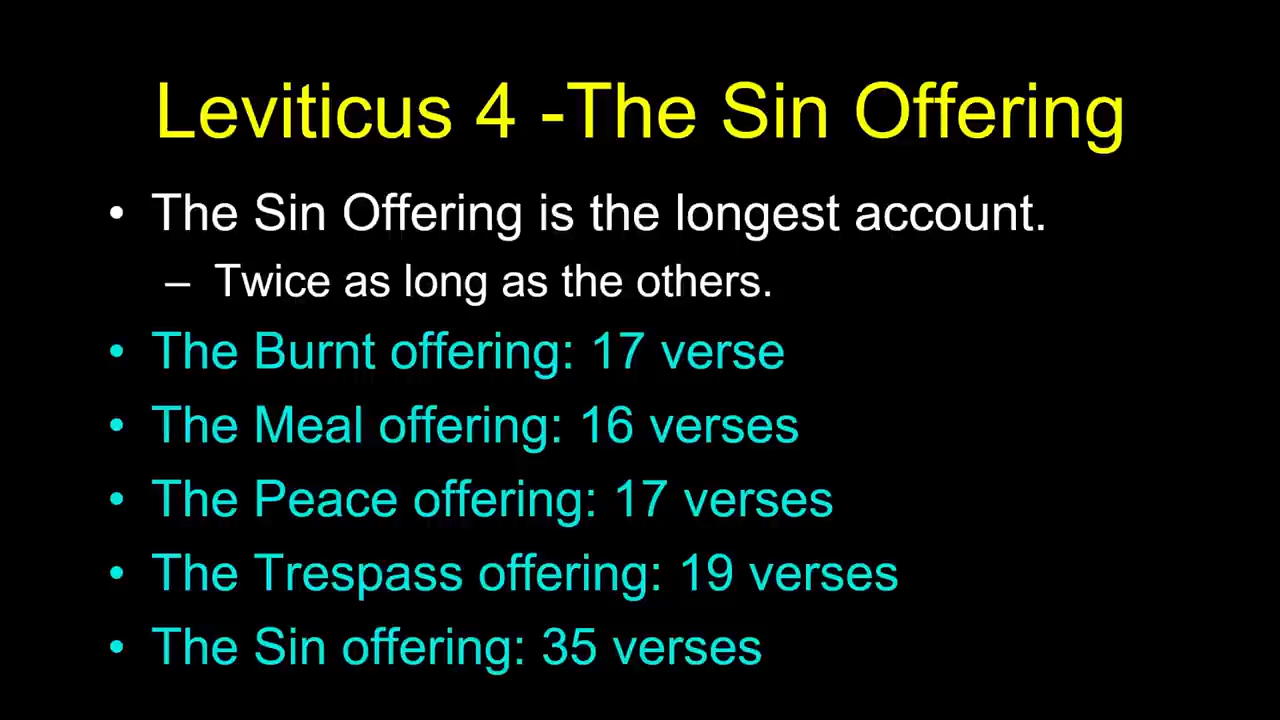 Leviticus 4 -The Sin Offering
• The Sin Offering is the longest account.
– Twice as long as the others.
• The Burnt offering: 17 verse
• The Meal offering: 16 verses
• The Peace offering: 17 verses
• The Trespass offering: 19 verses
• The Sin offering: 35 verses